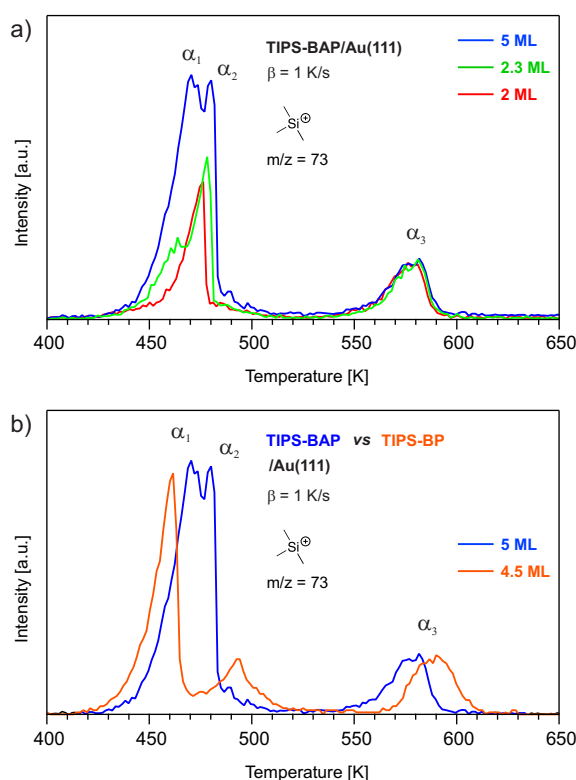 a)
α1
α2
TIPS-BAP/Au(111)
β = 1 K/s
Si⊕
m/z = 73
5 ML
2.3 ML
2 ML
α3
Intensity [a.u.]
400 450 500 550 600 650
Temperature [K]
b)
α1
α2
TIPS-BAP vs TIPS-BP
/Au(111)
β = 1 K/s
Si⊕
m/z = 73
5 ML
4.5 ML
α3
Intensity [a.u.]
400 450 500 550 600 650
Temperature [K]